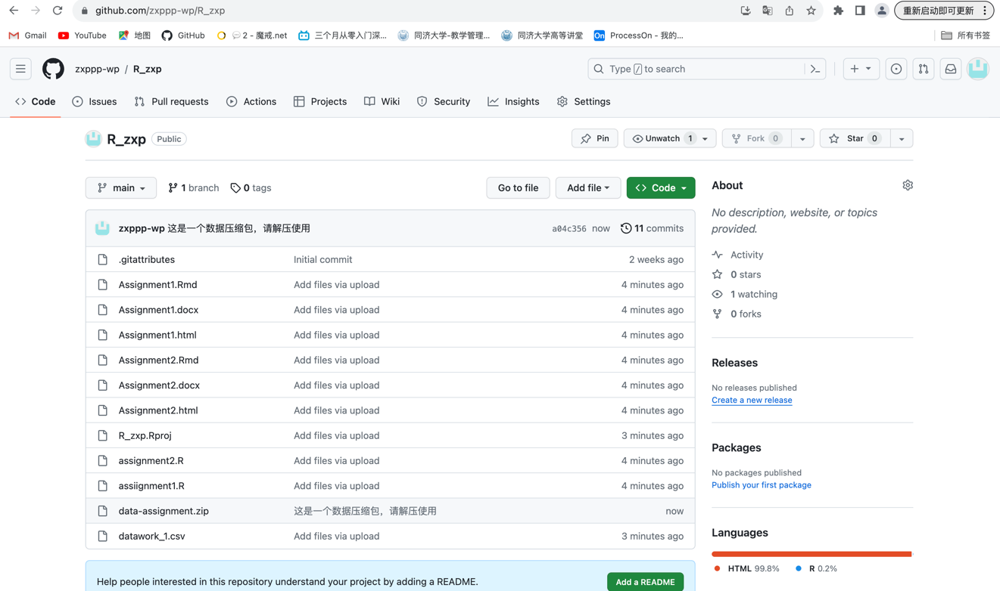 github.com/zxppp-wp/R_zxp
重新启动即可更新
Gmail YouTube 地图 GitHub 2 - 魔戒.net 三个月从零入门深... 同济大学-教学管理... 同济大学高等讲堂 On ProcessOn - 我的... 所有书签
zxppp-wp / R_zxp
Type / to search
Code Issues Pull requests Actions Projects Wiki Security Insights Settings
R_zxp Public
Pin Unwatch 1 Fork 0 Star 0
main 1 branch 0 tags Go to file Add file Code
zxppp-wp 这是一个数据压缩包，请解压使用 a04c356 now 11 commits
.gitattributes Initial commit 2 weeks ago
Assignment1.Rmd Add files via upload 4 minutes ago
Assignment1.docx Add files via upload 4 minutes ago
Assignment1.html Add files via upload 4 minutes ago
Assignment2.Rmd Add files via upload 4 minutes ago
Assignment2.docx Add files via upload 4 minutes ago
Assignment2.html Add files via upload 4 minutes ago
R_zxp.Rproj Add files via upload 3 minutes ago
assignment2.R Add files via upload 4 minutes ago
assiignment1.R Add files via upload 4 minutes ago
data-assignment.zip 这是一个数据压缩包，请解压使用 now
datawork_1.csv Add files via upload 3 minutes ago
Help people interested in this repository understand your project by adding a README. Add a README
About
No description, website, or topics
provided.
Activity
0 stars
1 watching
0 forks
Releases
No releases published
Create a new release
Packages
No packages published
Publish your first package
Languages
HTML 99.8% R 0.2%